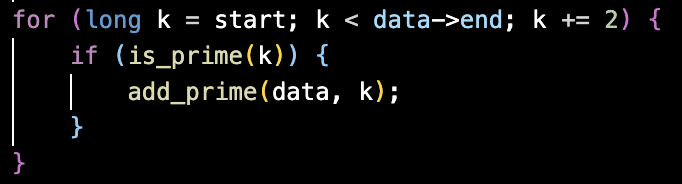 for (long k = start; k < data->end; k += 2) {
    if (is_prime(k)) {
        add_prime(data, k);
    }
}